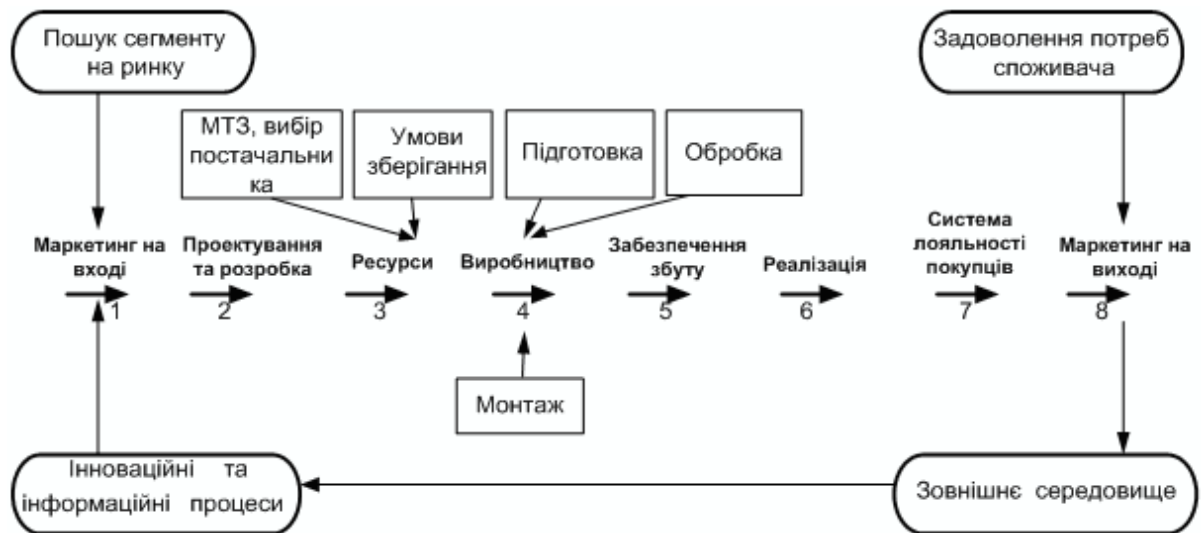 Пошук сегменту
на ринку
Задоволення потреб
споживача
МТЗ, вибір
постачальни
ка
Умови
зберігання
Підготовка
Обробка
Маркетинг на
вході
Проектування
та розробка
Ресурси
Виробництво
Забезпечення
збуту
Реалізація
Система
лояльності
покупців
Маркетинг на
виході
1
2
3
4
5
6
7
8
Монтаж
Інноваційні та
інформаційні процеси
Зовнішнє середовище